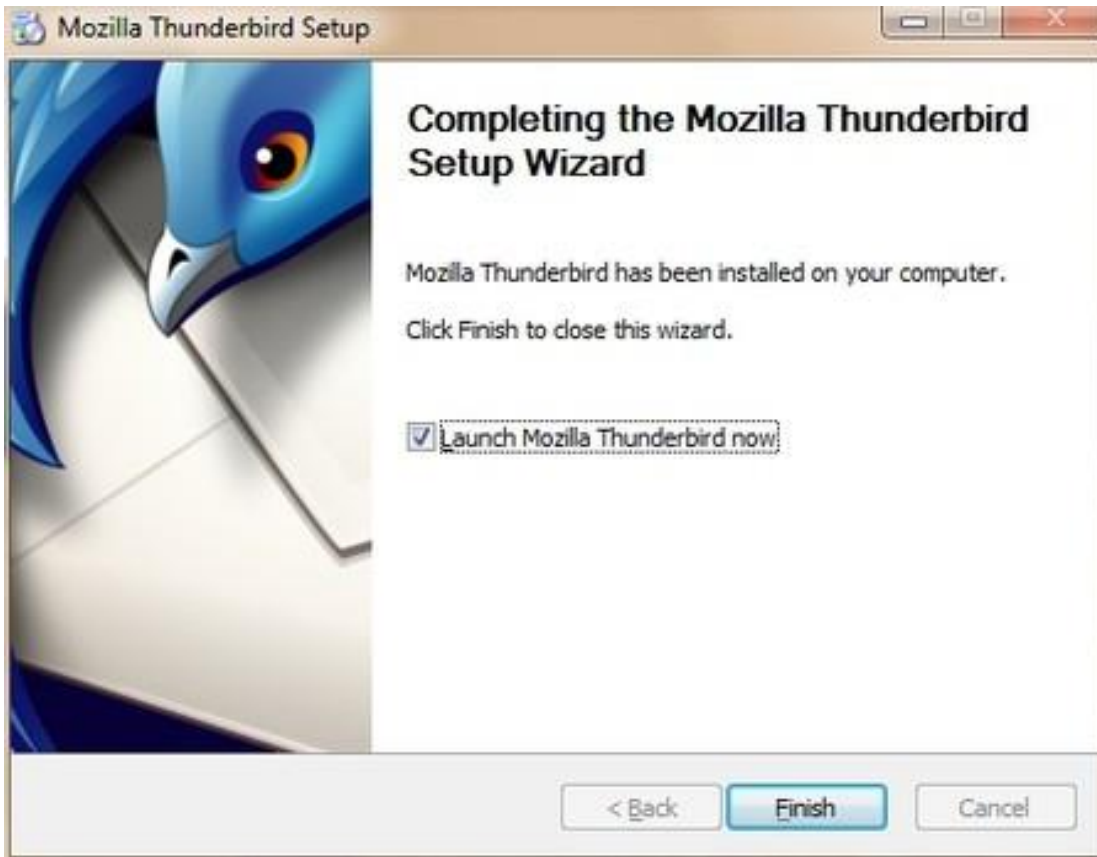 Mozilla Thunderbird Setup
Completing the Mozilla Thunderbird
Setup Wizard
Mozilla Thunderbird has been installed on your computer.
Click Finish to close this wizard.
Launch Mozilla Thunderbird now
< Back
Finish
Cancel